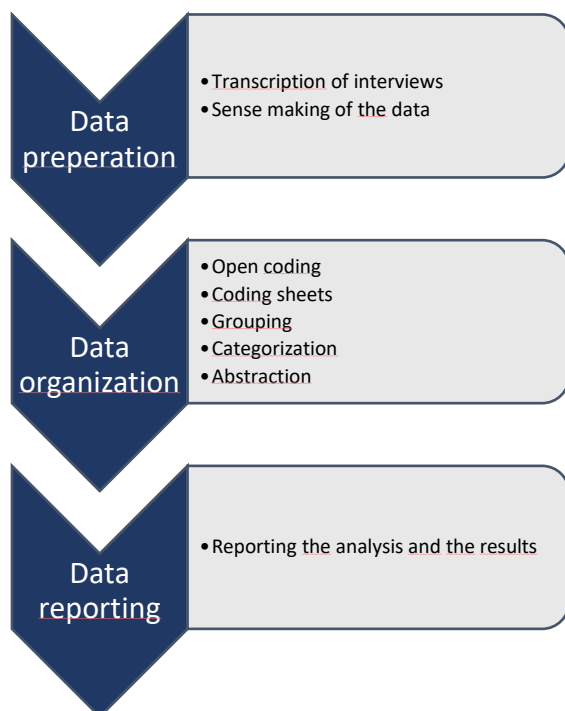 Data
preperation
•Transcription of interviews
•Sense making of the data
Data
organization
•Open coding
•Coding sheets
•Grouping
•Categorization
•Abstraction
Data
reporting
•Reporting the analysis and the results